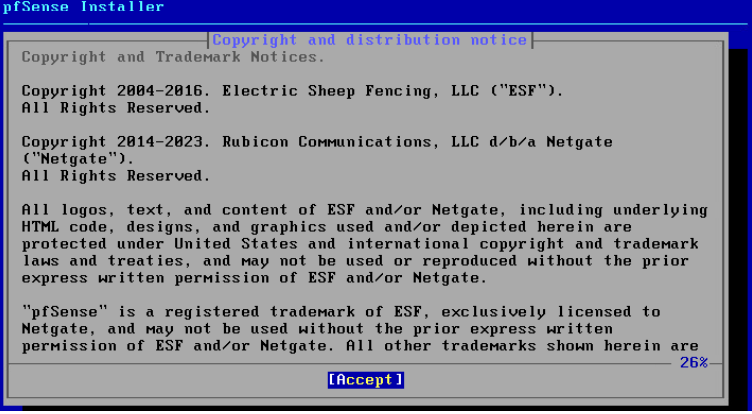 pfSense Installer
Copyright and distribution notice
Copyright and Trademark Notices.
Copyright 2004-2016. Electric Sheep Fencing, LLC ("ESF").
All Rights Reserved.
Copyright 2014-2023. Rubicon Communications, LLC d/b/a Netgate
("Netgate").
All Rights Reserved.
All logos, text, and content of ESF and/or Netgate, including underlying
HTML code, designs, and graphics used and/or depicted herein are
protected under United States and international copyright and trademark
laws and treaties, and may not be used or reproduced without the prior
express written permission of ESF and/or Netgate.
"pfSense" is a registered trademark of ESF, exclusively licensed to
Netgate, and may not be used without the prior express written
permission of ESF and/or Netgate. All other trademarks shown herein are
26%
[Accept]